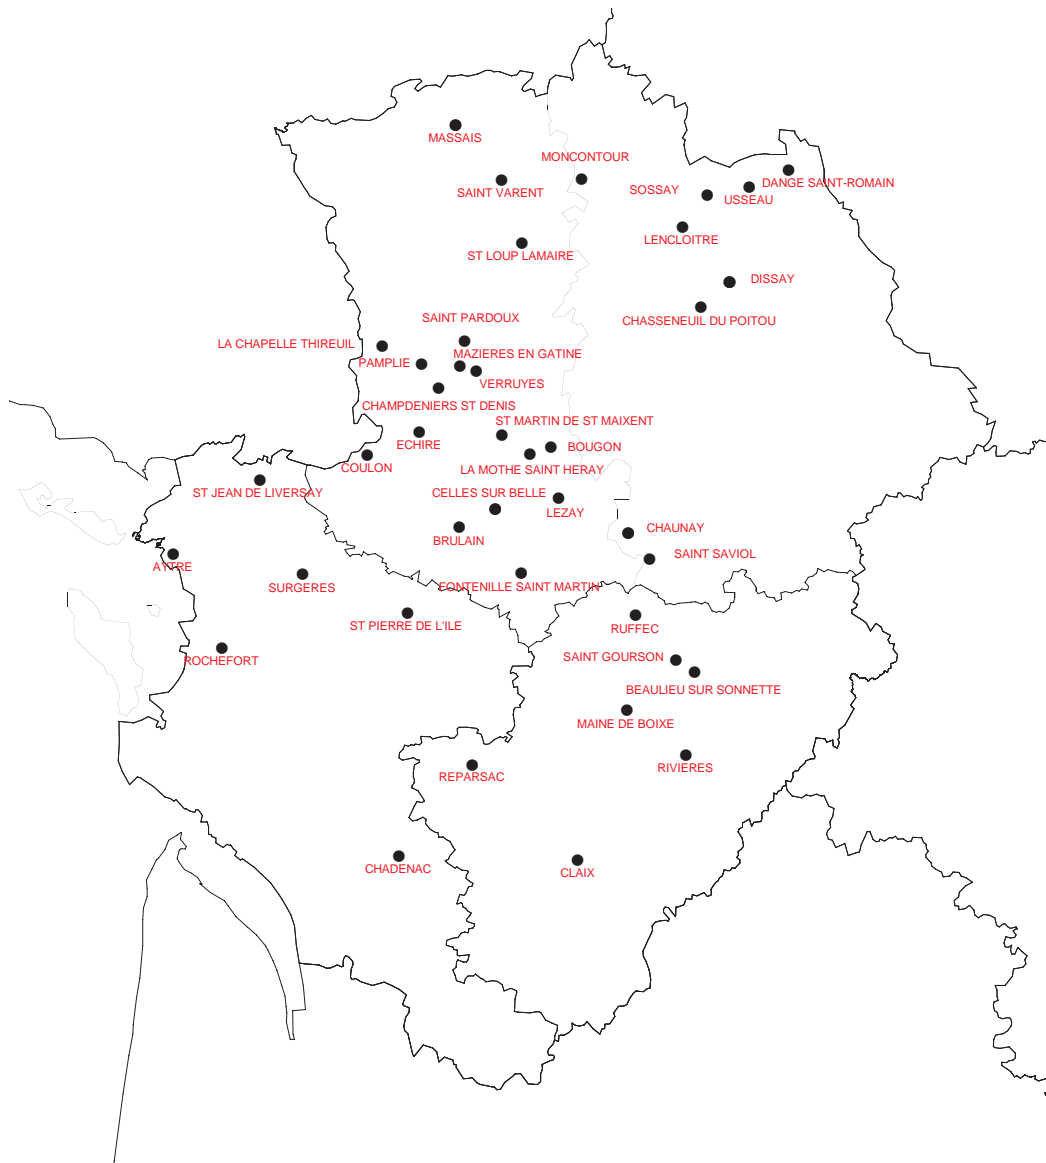 MASSAIS
MONCONTOUR
SAINT VARENT
SOSSAY
DANGE SAINT-ROMAIN
USSEAU
LENCLOITRE
ST LOUP LAMAIRE
DISSAY
SAINT PARDOUX
CHASSENEUIL DU POITOU
LA CHAPELLE THIREUIL
MAZIERES EN GATINE
PAMPLIE
VERRUYES
CHAMPDENIERS ST DENIS
ST MARTIN DE ST MAIXENT
ECHIRE
BOUGON
COULON
LA MOTHE SAINT HERAY
ST JEAN DE LIVERSAY
CELLES SUR BELLE
LEZAY
CHAUNAY
BRULAIN
SAINT SAVIOL
AYTRE
SURGERES
FONTENILLE SAINT MARTIN
ST PIERRE DE L'ILE
RUFFEC
ROCHEFORT
SAINT GOURSON
BEAULIEU SUR SONNETTE
MAINE DE BOIXE
RIVIERES
REPARSAC
CHADENAC
CLAIX